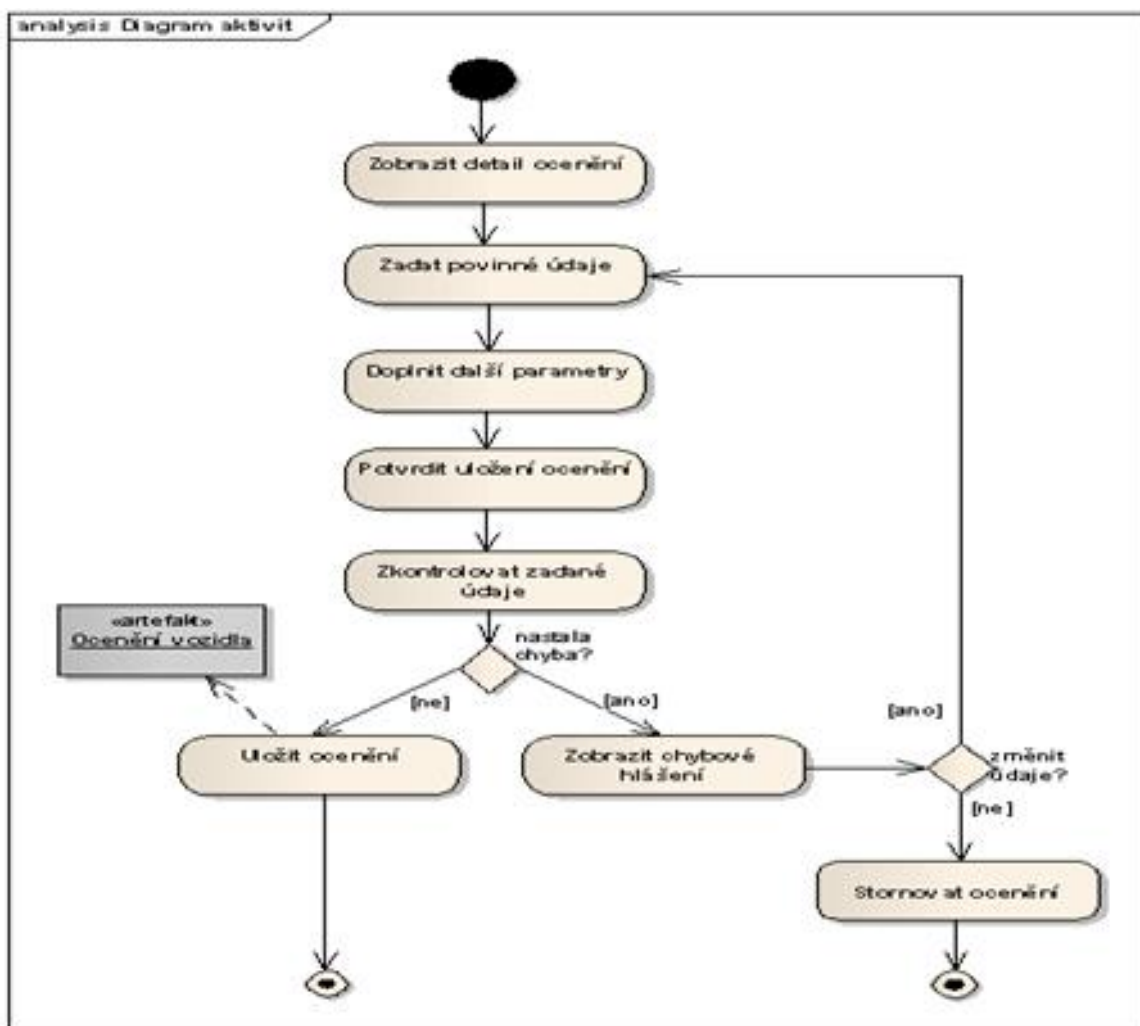 analysis Diagram aktivit
Zobrazit detail ocenění
Zadat povinné údaje
Doplnit další parametry
Potvrdit uložení ocenění
Zkontrolovat zadané
údaje
«artefakt»
Ocenění vozidla
nastala
chyba?
[ne]
[ano]
[ano]
Uložit ocenění
Zobrazit chybové
hlášení
změnit
údaje?
[ne]
Stornovat ocenění